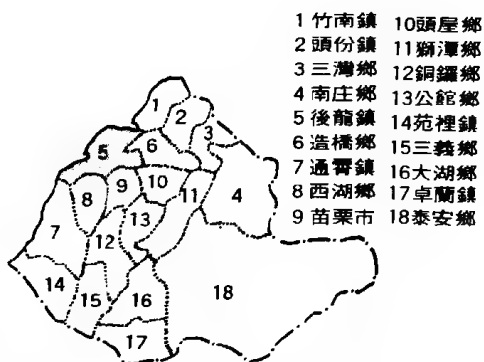 1 竹南鎮 10頭屋鄉
2 頭份鎮 11獅潭鄉
3 三灣鄉 12銅鑼鄉
4 南庄鄉 13公館鄉
5 後龍鎮 14苑裡鎮
6 造橋鄉 15三義鄉
7 通霄鎮 16大湖鄉
8 西湖鄉 17卓蘭鎮
9 苗栗市 18泰安鄉
1
2
3
5
6
4
9
10
8
11
13
7
12
14
15
16
18
17